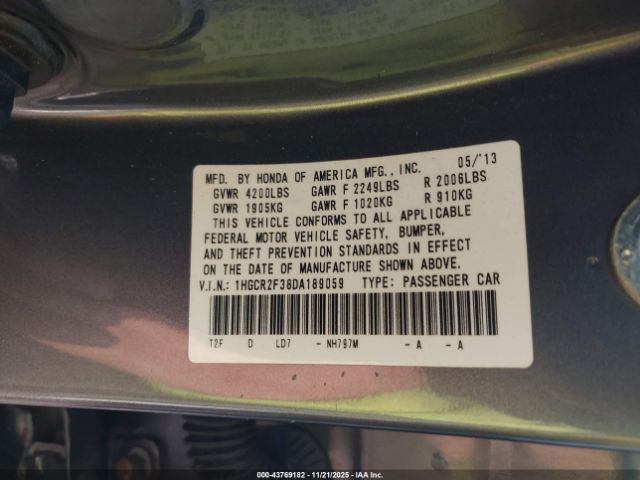 MFD. BY HONDA OF AMERICA MFG., INC. 05/'13
GVWR 4200LBS GAWR F 2249LBS R 2006LBS
GVWR 1905KG GAWR F 1020KG R 910KG
THIS VEHICLE CONFORMS TO ALL APPLICABLE
FEDERAL MOTOR VEHICLE SAFETY, BUMPER,
AND THEFT PREVENTION STANDARDS IN EFFECT
ON THE DATE OF MANUFACTURE SHOWN ABOVE.
V.I.N.: 1HGCR2F38DA189059 TYPE: PASSENGER CAR
T2F D LD7 - NH797M - A - A
000-43769182 - 11/21/2025 - IAA Inc.